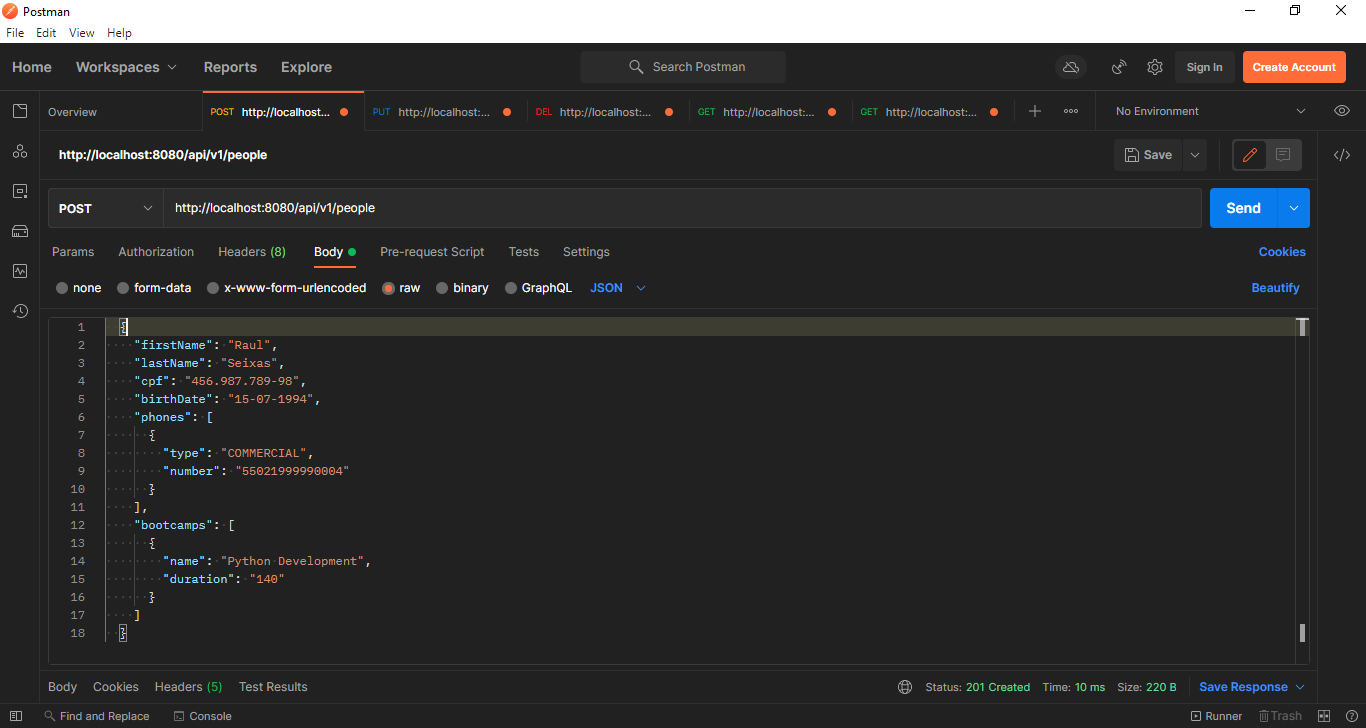 Postman
File Edit View Help
Home Workspaces Reports Explore Search Postman Sign In Create Account
Overview POST http://localhost... PUT http://localhost:... DEL http://localhost:... GET http://localhost:... GET http://localhost:... No Environment
http://localhost:8080/api/v1/people Save
POST http://localhost:8080/api/v1/people Send
Params Authorization Headers (8) Body Pre-request Script Tests Settings Cookies
none form-data x-www-form-urlencoded raw binary GraphQL JSON Beautify
1 {
2 "firstName": "Raul",
3 "lastName": "Seixas",
4 "cpf": "456.987.789-98",
5 "birthDate": "15-07-1994",
6 "phones": [
7 {
8 "type": "COMMERCIAL",
9 "number": "55021999990004"
10 }
11 ],
12 "bootcamps": [
13 {
14 "name": "Python Development",
15 "duration": "140"
16 }
17 ]
18 }
Body Cookies Headers (5) Test Results Status: 201 Created Time: 10 ms Size: 220 B Save Response
Find and Replace Console Runner Trash